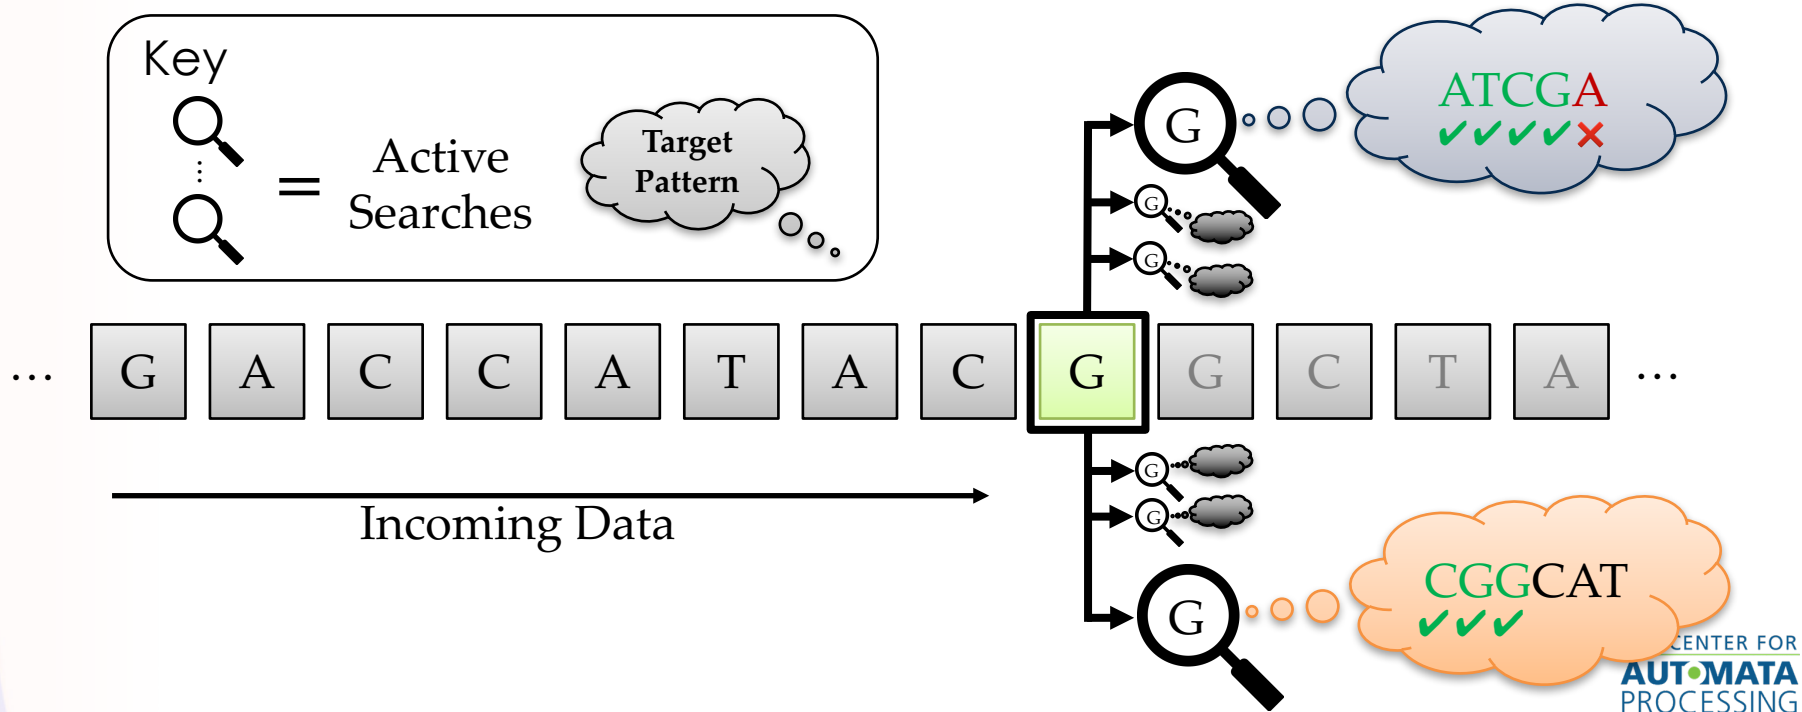 Key
⋮
= Active
Searches
Target
Pattern
ATCGA
✔✔✔✔✖
G
G
G
… G A C C A T A C G G C T A …
G
G
Incoming Data
G
CGGCAT
✔✔✔
CENTER FOR
AUTOMATA
PROCESSING